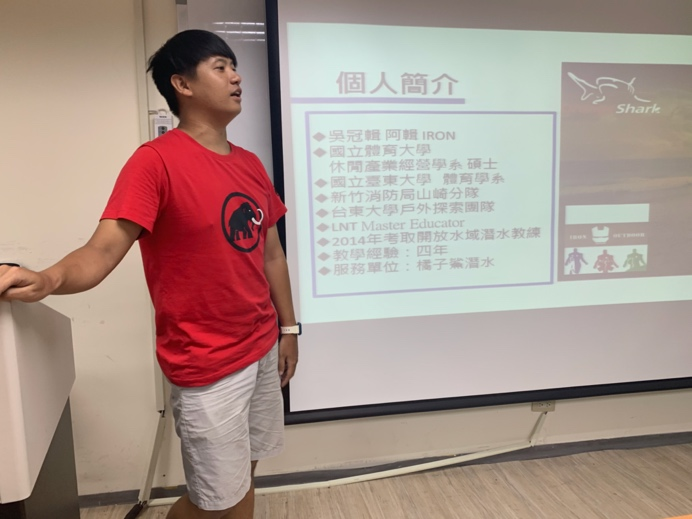 個人簡介
◆吳冠輯 阿輯 IRON
◆國立體育大學
休閒產業經營學系 碩士
◆國立臺東大學 體育學系
◆新竹消防局山崎分隊
◆台東大學戶外探索團隊
◆LNT Master Educator
◆2014年考取開放水域潛水教練
◆教學經驗：四年
◆服務單位：橘子鯊潛水
Shark
IRON OUTDOOR